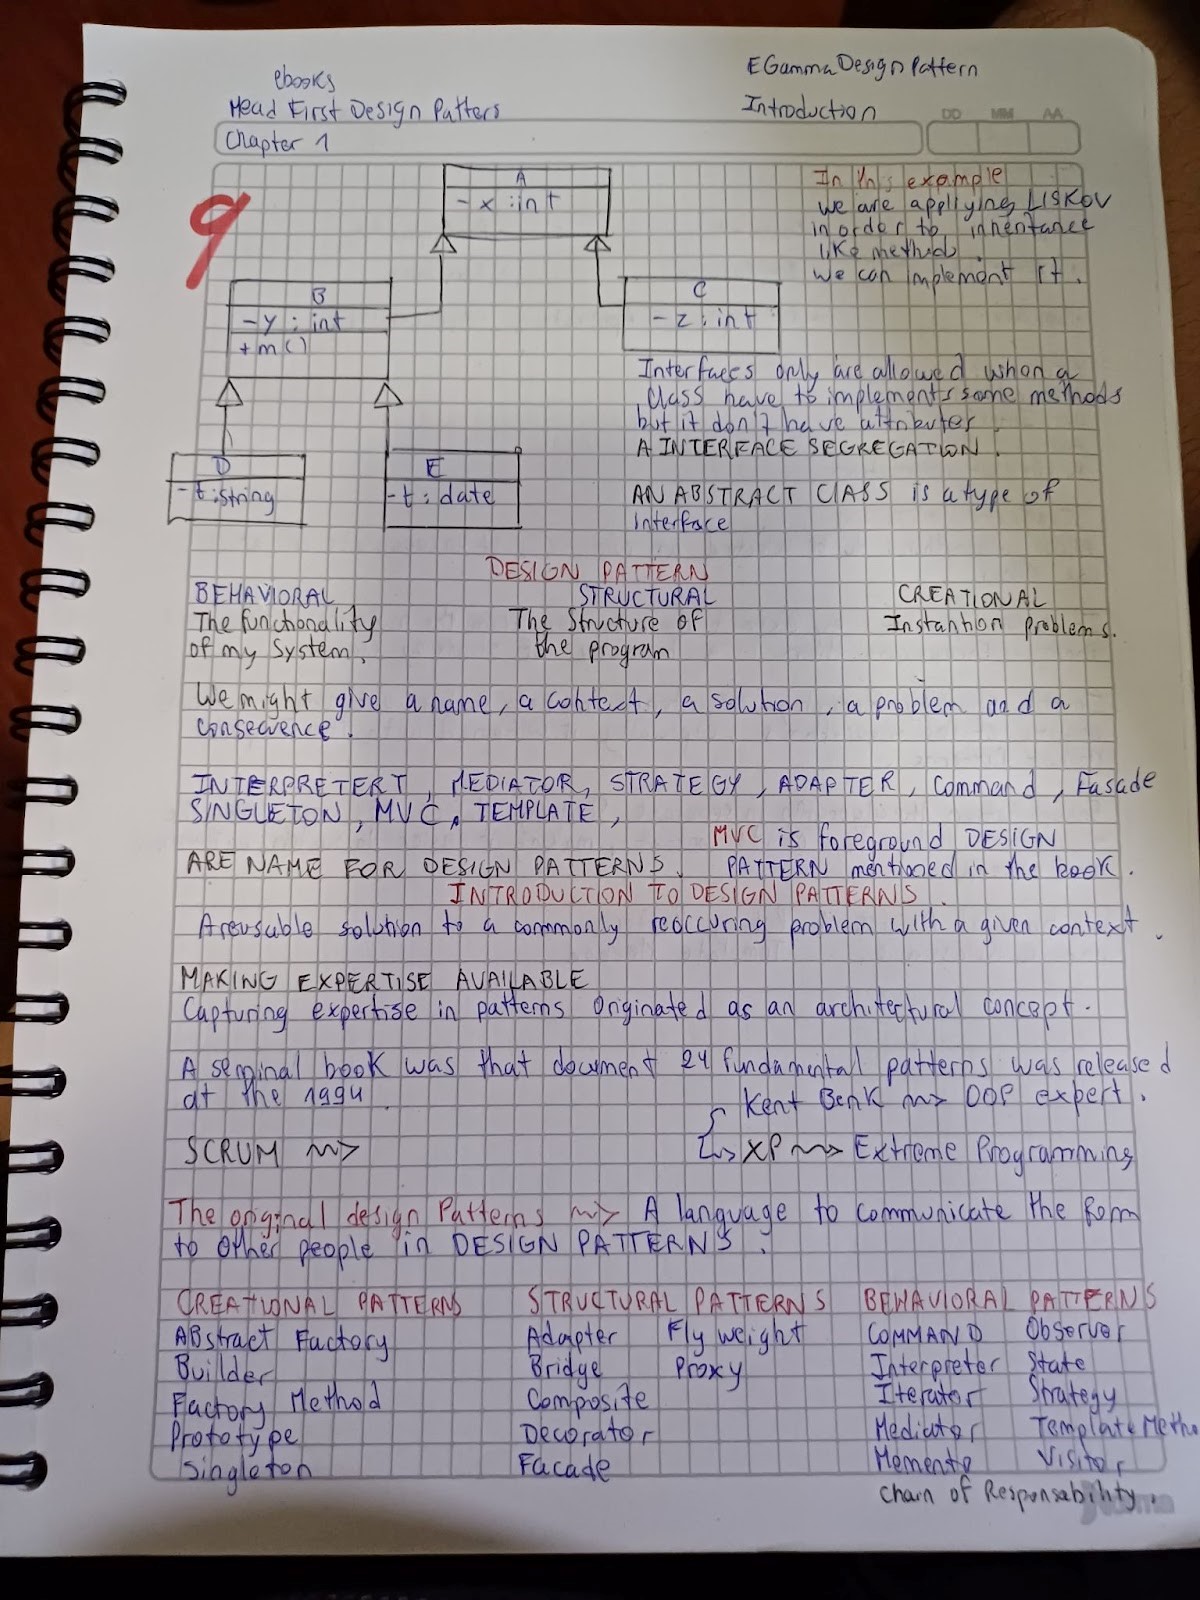 ebooks
Head First Design Patters
EGamma Design Pattern
Introduction
DD MM AA
Chapter 1
9
A
- x : int
In this example
we are applying LISKOV
in order to inheritance
like method.
we can implement it.
B
- y : int
+ m()
C
- z : int
Interfaces only are allowed when a
class have to implements some methods
but it don't have attributes.
A INTERFACE SEGREGATION.
AN ABSTRACT CLASS is a type of
interface
D
- t : string
E
- t : date
DESIGN PATTERN
BEHAVIORAL
The functionality
of my system.
STRUCTURAL
The Structure of
the program
CREATIONAL
Instantion problems.
We might give a name, a context, a solution, a problem and a
consecuence.
INTERPRETERT, MEDIATOR, STRATEGY, ADAPTER, Command, Fasade
SINGLETON, MVC, TEMPLATE,
MVC is foreground DESIGN
ARE NAME FOR DESIGN PATTERNS. PATTERN mentioned in the book.
INTRODUCTION TO DESIGN PATTERNS.
A reusable solution to a commonly reoccuring problem with a given context.
MAKING EXPERTISE AVAILABLE
Capturing expertise in patterns originated as an architectural concept.
A seminal book was that document 24 fundamental patterns was released
at the 1994
Kent Benk ~> OOP expert.
SCRUM ~>
↳ XP ~> Extreme Programming
The original design Patterns ~> A language to communicate the form
to other people in DESIGN PATTERNS.
CREATIONAL PATTERNS
Abstract Factory
Builder
Factory Method
Prototype
Singleton
STRUCTURAL PATTERNS
Adapter Fly weight
Bridge Proxy
Composite
Decorator
Facade
BEHAVIORAL PATTERNS
COMMAND Observer
Interpreter State
Iterator Strategy
Mediator Template Metho
Memento Visitor
Chain of Responsability.